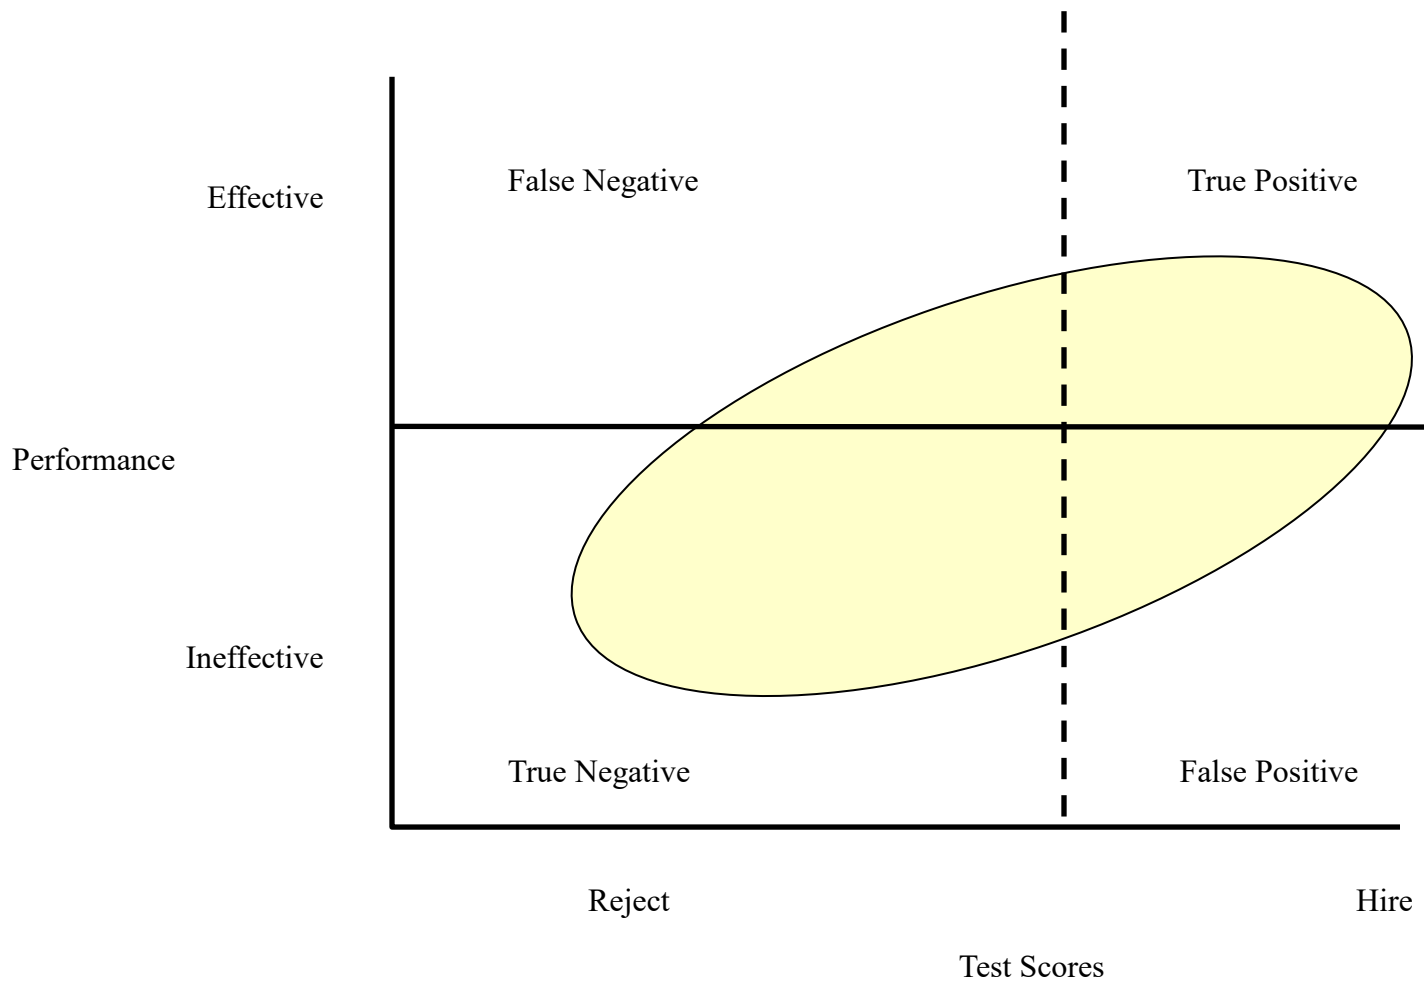 False Negative
True Positive
Effective
Performance
Ineffective
True Negative
False Positive
Reject
Hire
Test Scores